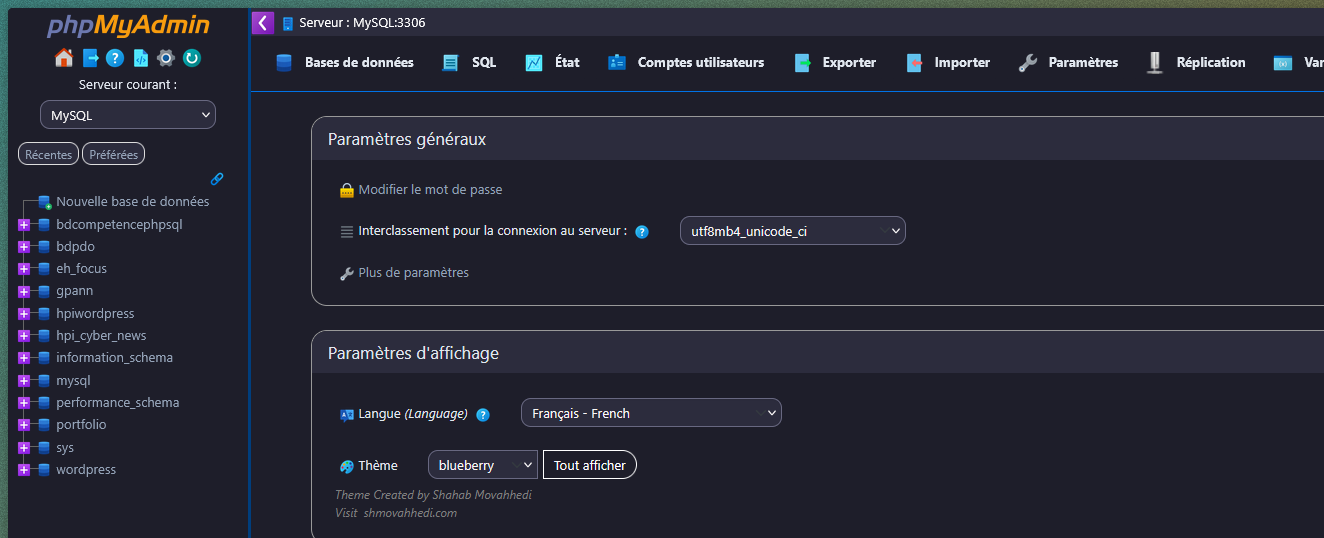 phpMyAdmin
Serveur courant :
MySQL
Récentes
Préférées
Nouvelle base de données
bdcompetencephpsql
bdpdo
eh_focus
gpann
hpiwordpress
hpi_cyber_news
information_schema
mysql
performance_schema
portfolio
sys
wordpress
Serveur : MySQL:3306
Bases de données
SQL
État
Comptes utilisateurs
Exporter
Importer
Paramètres
Réplication
Var
Paramètres généraux
Modifier le mot de passe
Interclassement pour la connexion au serveur :
utf8mb4_unicode_ci
Plus de paramètres
Paramètres d'affichage
Langue (Language)
Français - French
Thème
blueberry
Tout afficher
Theme Created by Shahab Movahhedi
Visit shmovahhedi.com